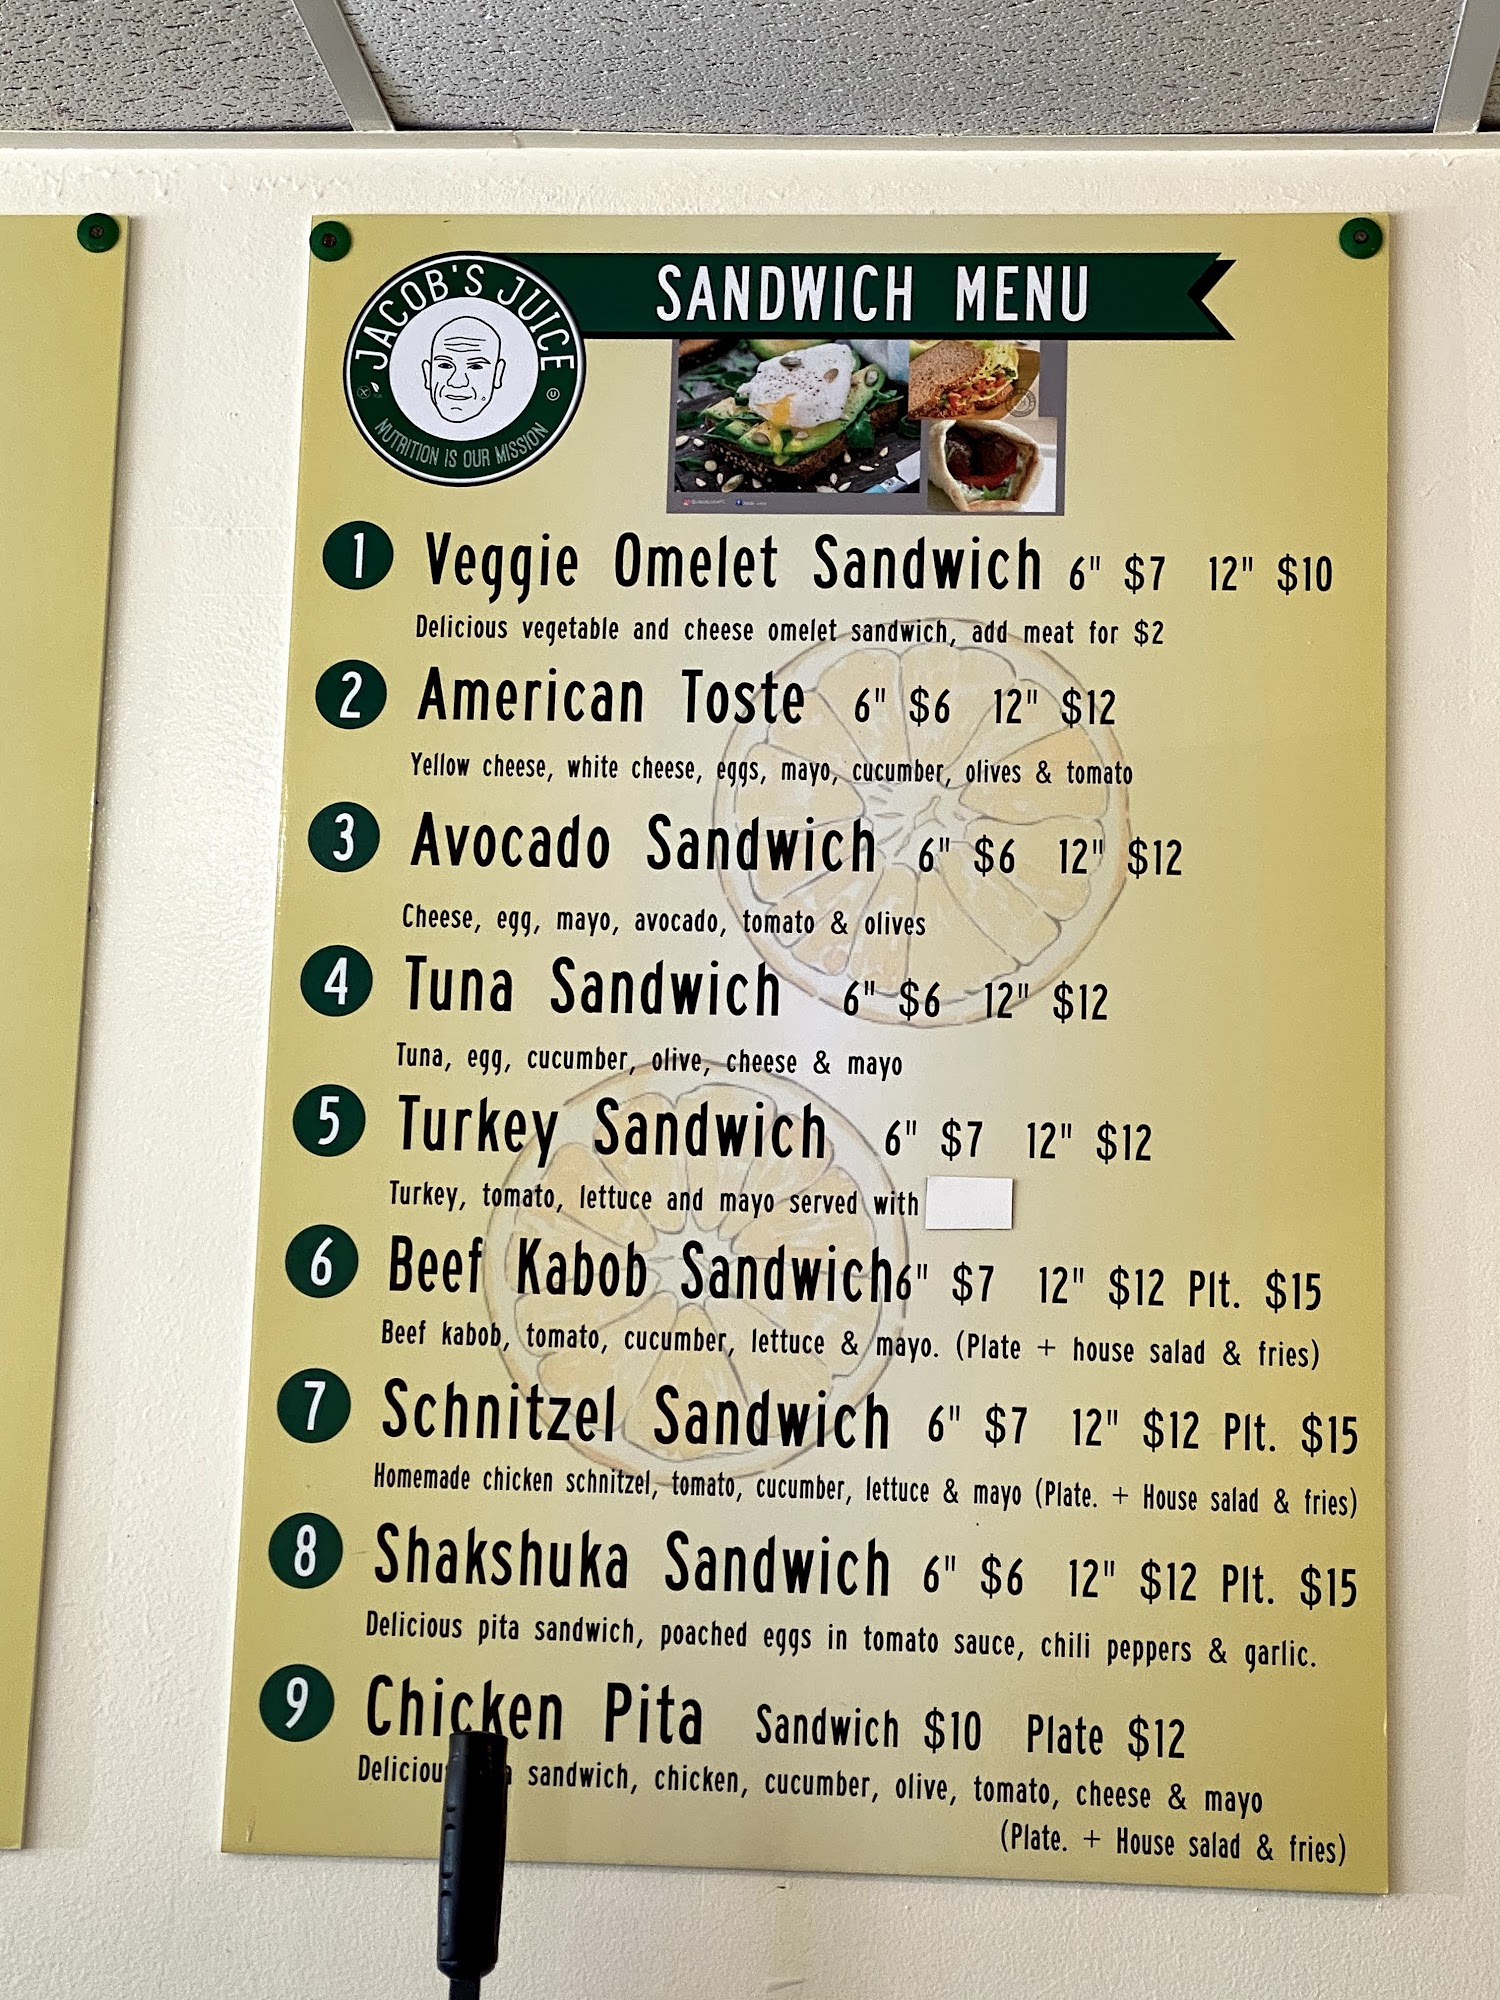 JACOB'S JUICE
NUTRITION IS OUR MISSION
SANDWICH MENU
1 Veggie Omelet Sandwich 6" $7 12" $10
Delicious vegetable and cheese omelet sandwich, add meat for $2
2 American Toste 6" $6 12" $12
Yellow cheese, white cheese, eggs, mayo, cucumber, olives & tomato
3 Avocado Sandwich 6" $6 12" $12
Cheese, egg, mayo, avocado, tomato & olives
4 Tuna Sandwich 6" $6 12" $12
Tuna, egg, cucumber, olive, cheese & mayo
5 Turkey Sandwich 6" $7 12" $12
Turkey, tomato, lettuce and mayo served with
6 Beef Kabob Sandwich 6" $7 12" $12 Plt. $15
Beef kabob, tomato, cucumber, lettuce & mayo. (Plate + house salad & fries)
7 Schnitzel Sandwich 6" $7 12" $12 Plt. $15
Homemade chicken schnitzel, tomato, cucumber, lettuce & mayo (Plate. + House salad & fries)
8 Shakshuka Sandwich 6" $6 12" $12 Plt. $15
Delicious pita sandwich, poached eggs in tomato sauce, chili peppers & garlic.
9 Chicken Pita Sandwich $10 Plate $12
sandwich, chicken, cucumber, olive, tomato, cheese & mayo
(Plate. + House salad & fries)